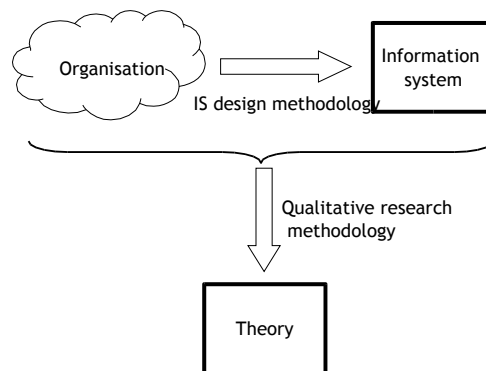 Organisation
Information
system
IS design methodology
Qualitative research
methodology
Theory